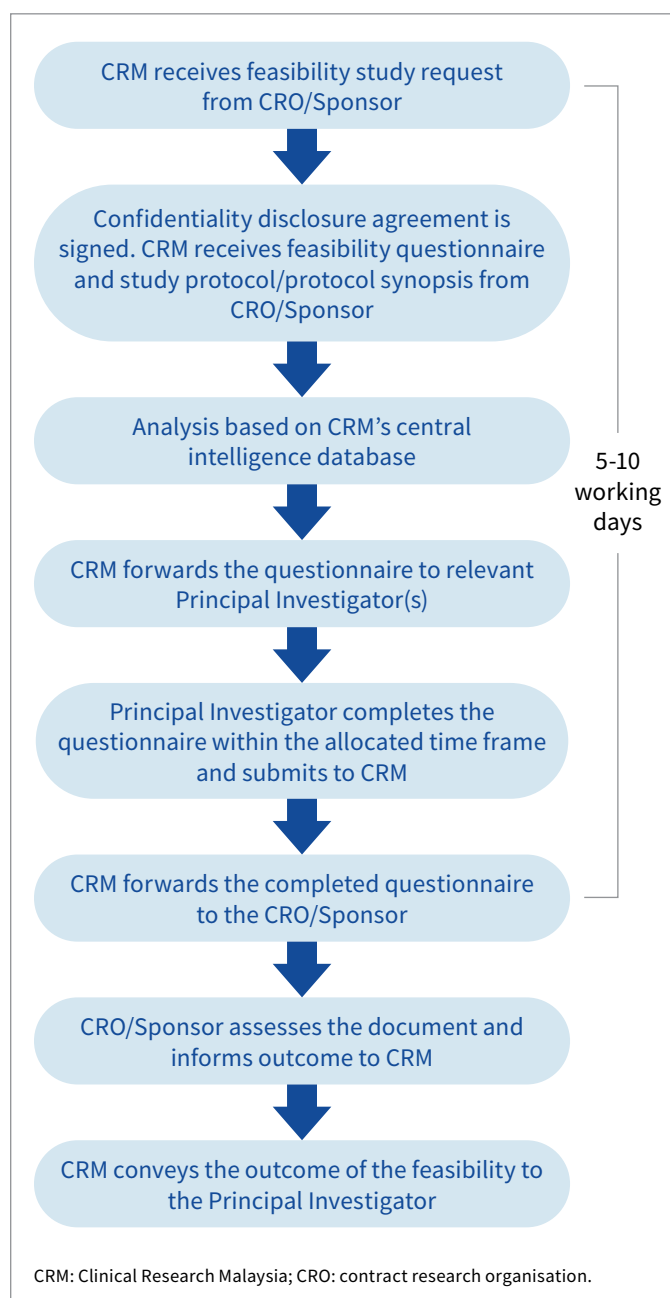 CRM receives feasibility study request
from CRO/Sponsor
Confidentiality disclosure agreement is
signed. CRM receives feasibility questionnaire
and study protocol/protocol synopsis from
CRO/Sponsor
Analysis based on CRM’s central
intelligence database
5-10
working
days
CRM forwards the questionnaire to relevant
Principal Investigator(s)
Principal Investigator completes the
questionnaire within the allocated time frame
and submits to CRM
CRM forwards the completed questionnaire
to the CRO/Sponsor
CRO/Sponsor assesses the document and
informs outcome to CRM
CRM conveys the outcome of the feasibility to
the Principal Investigator
CRM: Clinical Research Malaysia; CRO: contract research organisation.